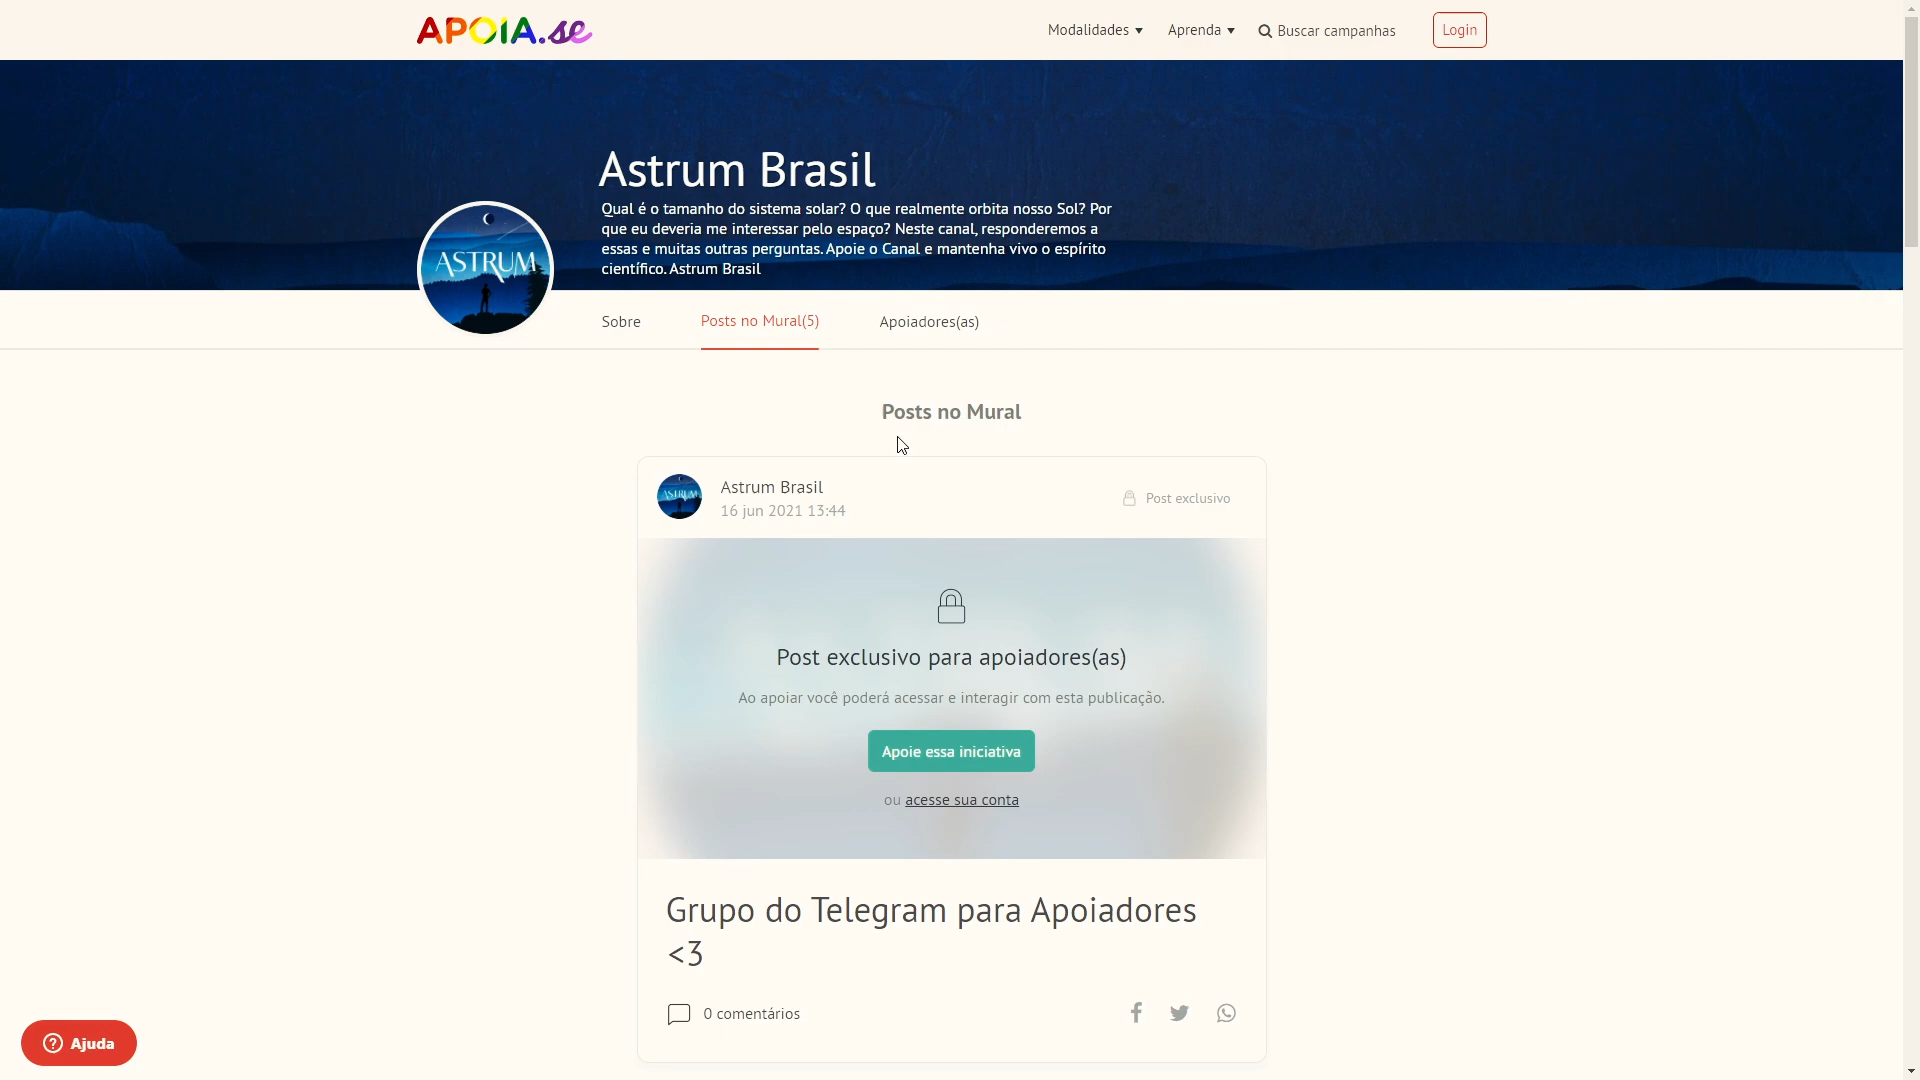 APOIA.se
Modalidades
Aprenda
Buscar campanhas
Login
Astrum Brasil
Qual é o tamanho do sistema solar? O que realmente orbita nosso Sol? Por
que eu deveria me interessar pelo espaço? Neste canal, responderemos a
essas e muitas outras perguntas. Apoie o Canal e mantenha vivo o espírito
científico. Astrum Brasil
ASTRUM
Sobre
Posts no Mural(5)
Apoiadores(as)
Posts no Mural
ASTRUM
Astrum Brasil
16 jun 2021 13:44
Post exclusivo
Post exclusivo para apoiadores(as)
Ao apoiar você poderá acessar e interagir com esta publicação.
Apoie essa iniciativa
ou acesse sua conta
Grupo do Telegram para Apoiadores
<3
0 comentários
? Ajuda